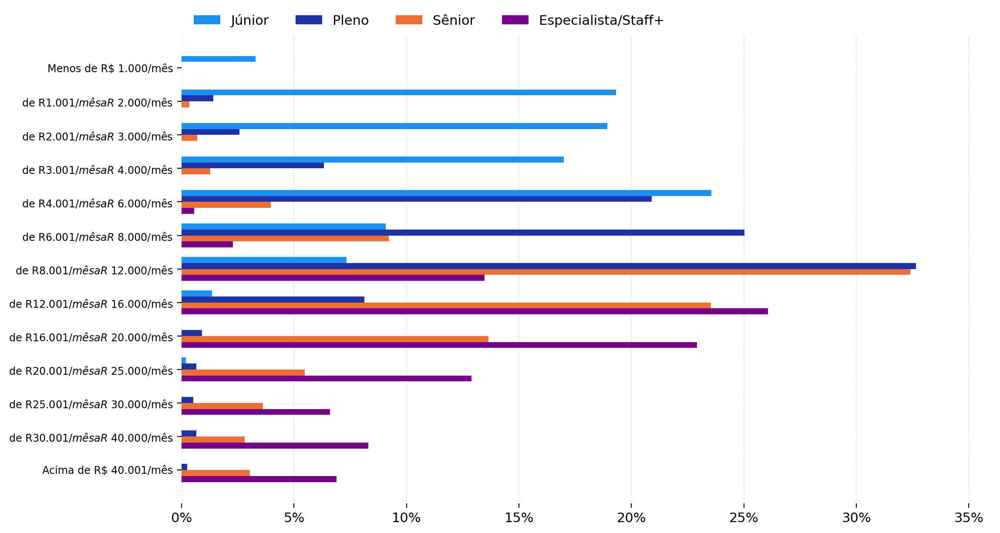 Júnior Pleno Sênior Especialista/Staff+
Menos de R$ 1.000/mês
de R1.001/mêsaR 2.000/mês
de R2.001/mêsaR 3.000/mês
de R3.001/mêsaR 4.000/mês
de R4.001/mêsaR 6.000/mês
de R6.001/mêsaR 8.000/mês
de R8.001/mêsaR 12.000/mês
de R12.001/mêsaR 16.000/mês
de R16.001/mêsaR 20.000/mês
de R20.001/mêsaR 25.000/mês
de R25.001/mêsaR 30.000/mês
de R30.001/mêsaR 40.000/mês
Acima de R$ 40.001/mês
0% 5% 10% 15% 20% 25% 30% 35%